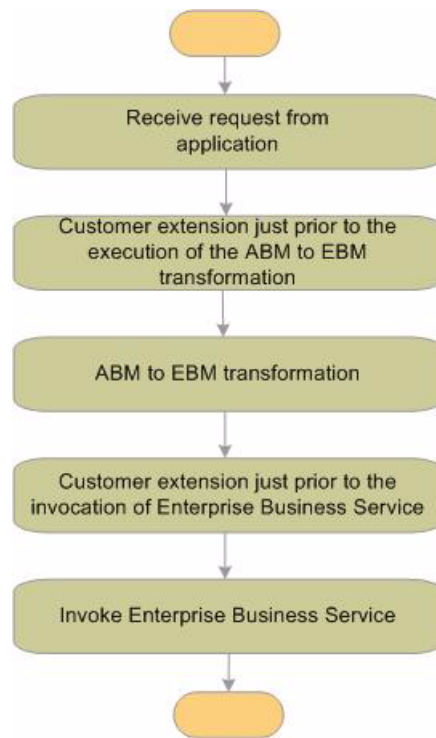 Receive request from
application
Customer extension just prior to the
execution of the ABM to EBM
transformation
ABM to EBM transformation
Customer extension just prior to the
invocation of Enterprise Business Service
Invoke Enterprise Business Service